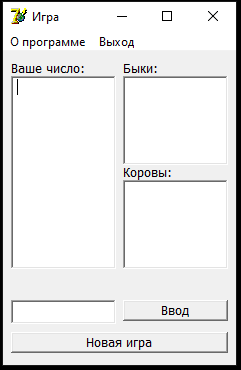 Игра
О программе Выход
Ваше число: Быки:
Коровы:
Ввод
Новая игра